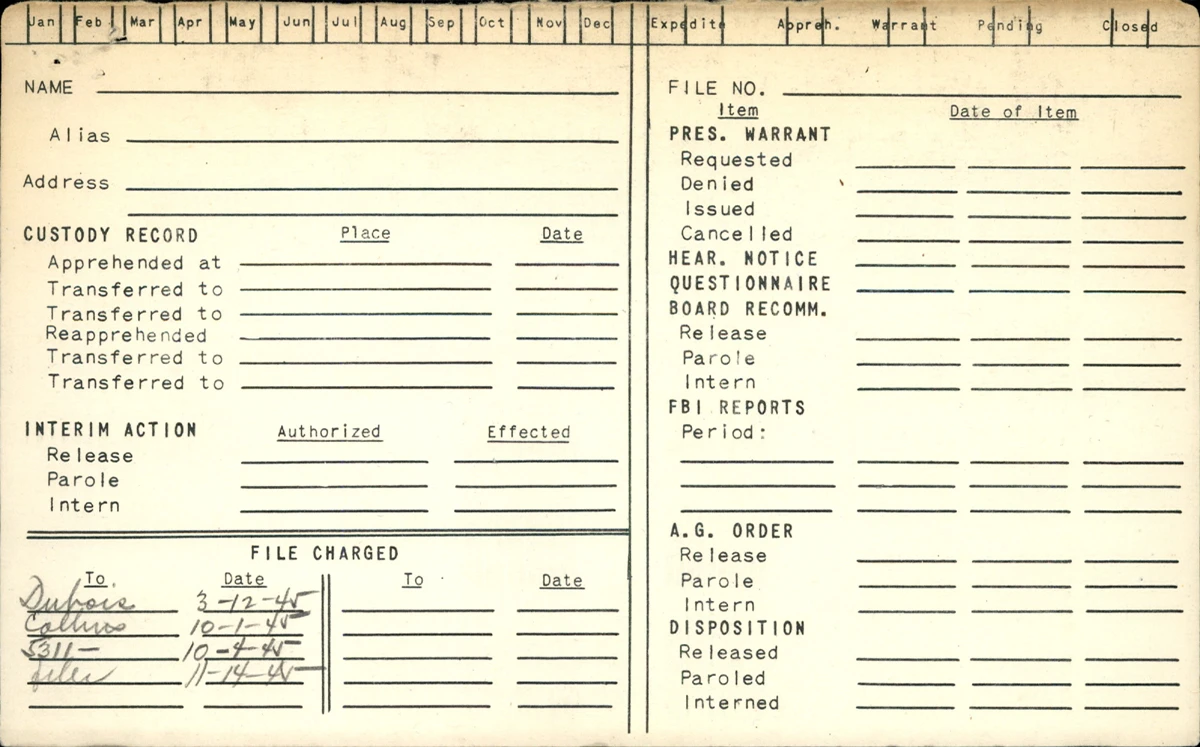 Jan Feb Mar Apr May Jun Jul Aug Sep Oct Nov Dec Expedite Appreh. Warrant Pending Closed
NAME
Alias
Address
CUSTODY RECORD Place Date
Apprehended at
Transferred to
Transferred to
Reapprehended
Transferred to
Transferred to
INTERIM ACTION Authorized Effected
Release
Parole
Intern
FILE CHARGED
To Date To Date
Dubois 3-12-45
Collins 10-1-45
5311- 10-4-45
files 11-14-45
FILE NO.
Item Date of Item
PRES. WARRANT
Requested
Denied
Issued
Cancelled
HEAR. NOTICE
QUESTIONNAIRE
BOARD RECOMM.
Release
Parole
Intern
FBI REPORTS
Period:
A.G. ORDER
Release
Parole
Intern
DISPOSITION
Released
Paroled
Interned